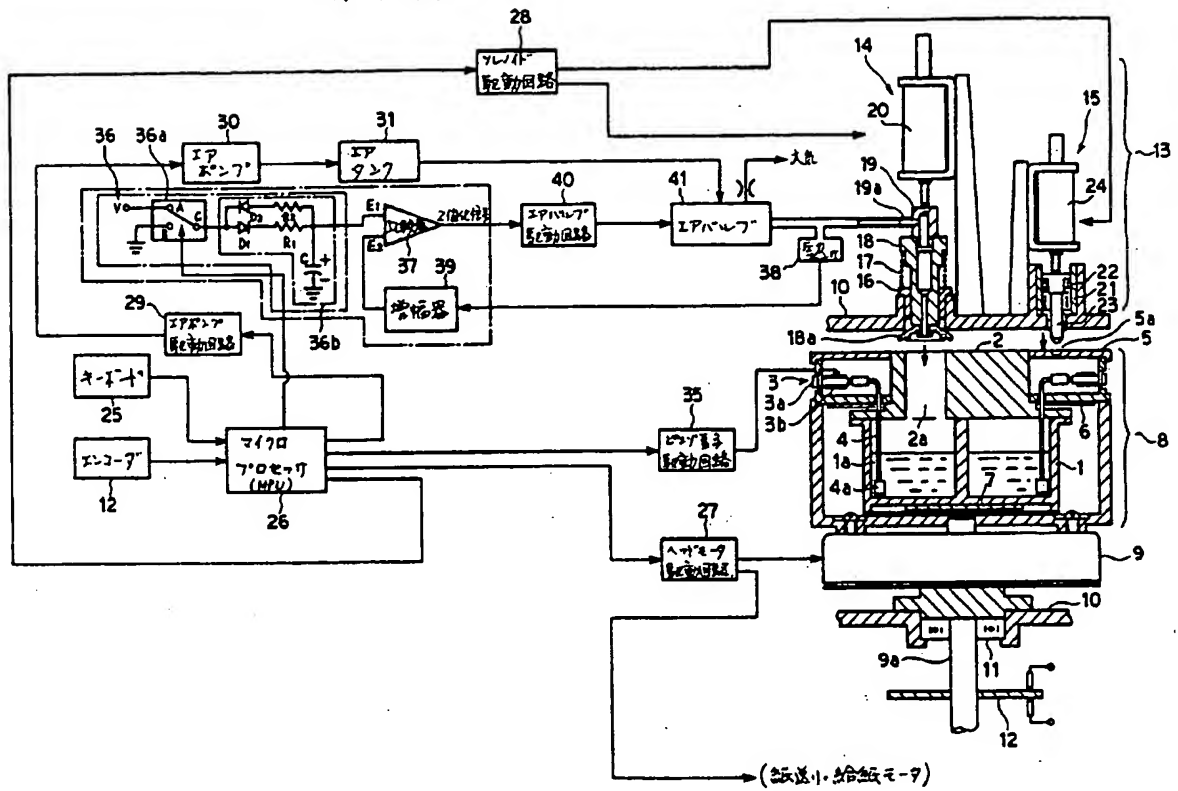 28
ソレノイド
駆動回路
14
15
20
13
24
36
36a
30
エア
ポンプ
31
エア
タンク
大気
V
A
B
C
D2
D1
R2
R1
C
+
-
E1
E2
37
2値化信号
40
エアバルブ
駆動回路
41
エアバルブ
19
19a
38
18
17
16
10
18a
22
21
23
5a
5
2
39
増幅器
36b
29
エアポンプ
駆動回路
キーボード
25
エンコーダ
12
マイクロ
プロセッサ
(MPU)
26
35
ピエゾ素子
駆動回路
3
3a
3b
4
1a
4a
2a
6
1
7
8
27
ヘッドモータ
駆動回路
9
10
11
9a
12
(紙送り・給紙モータ)